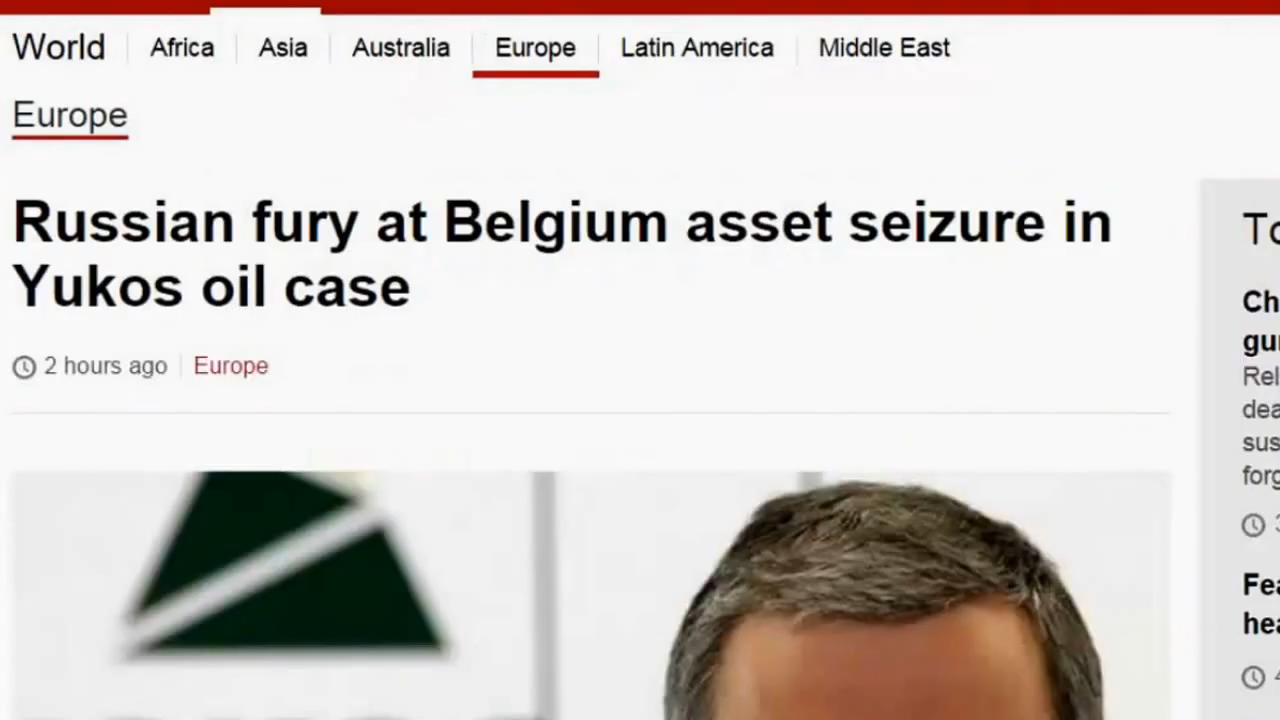 World Africa Asia Australia Europe Latin America Middle East
Europe
Russian fury at Belgium asset seizure in
Yukos oil case
2 hours ago Europe